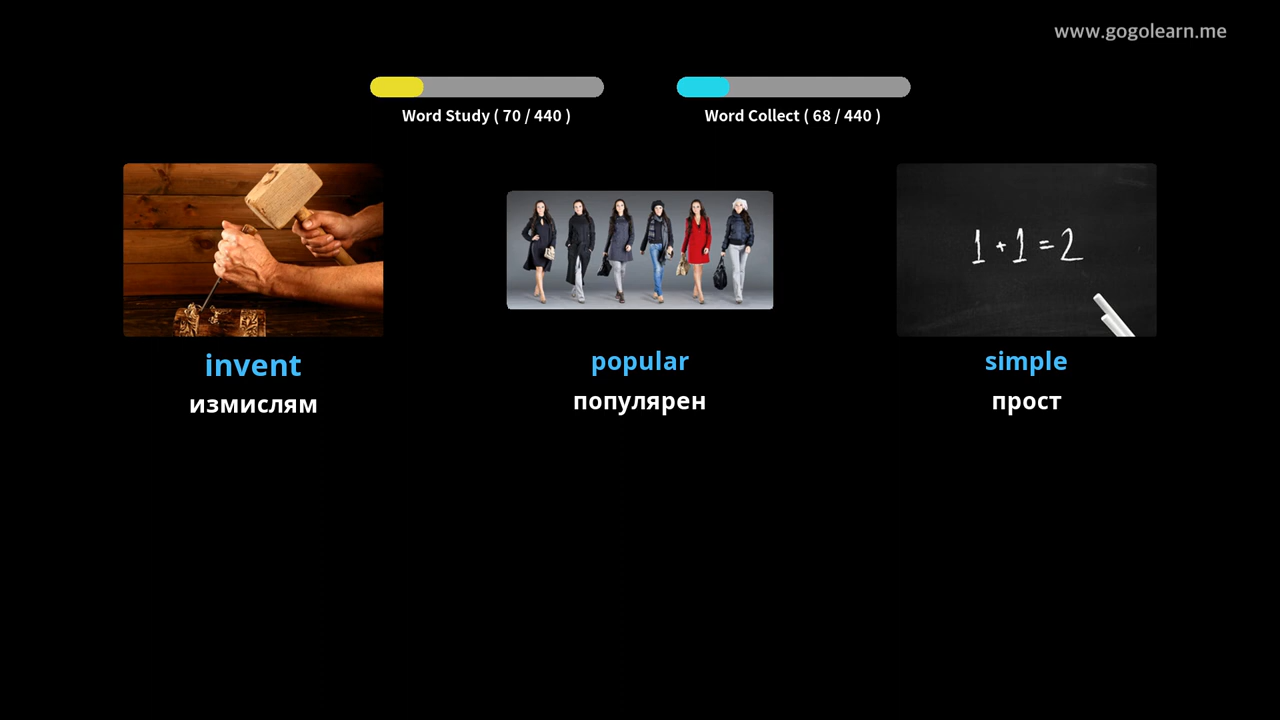 www.gogolearn.me
Word Study ( 70 / 440 )
Word Collect ( 68 / 440 )
1 + 1 = 2
invent
popular
simple
измислям
популярен
прост